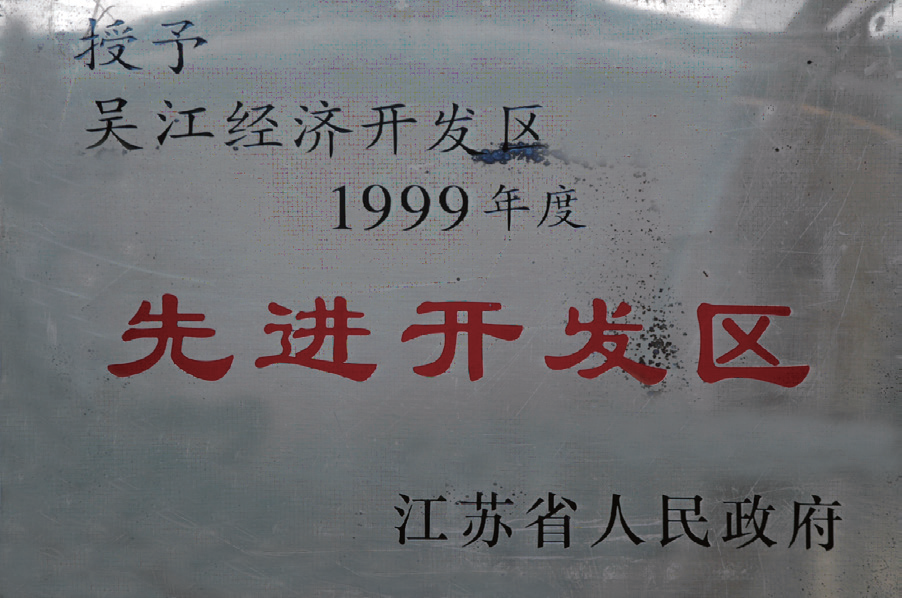 授予
吴江经济开发区
1999年度
先进开发区
江苏省人民政府